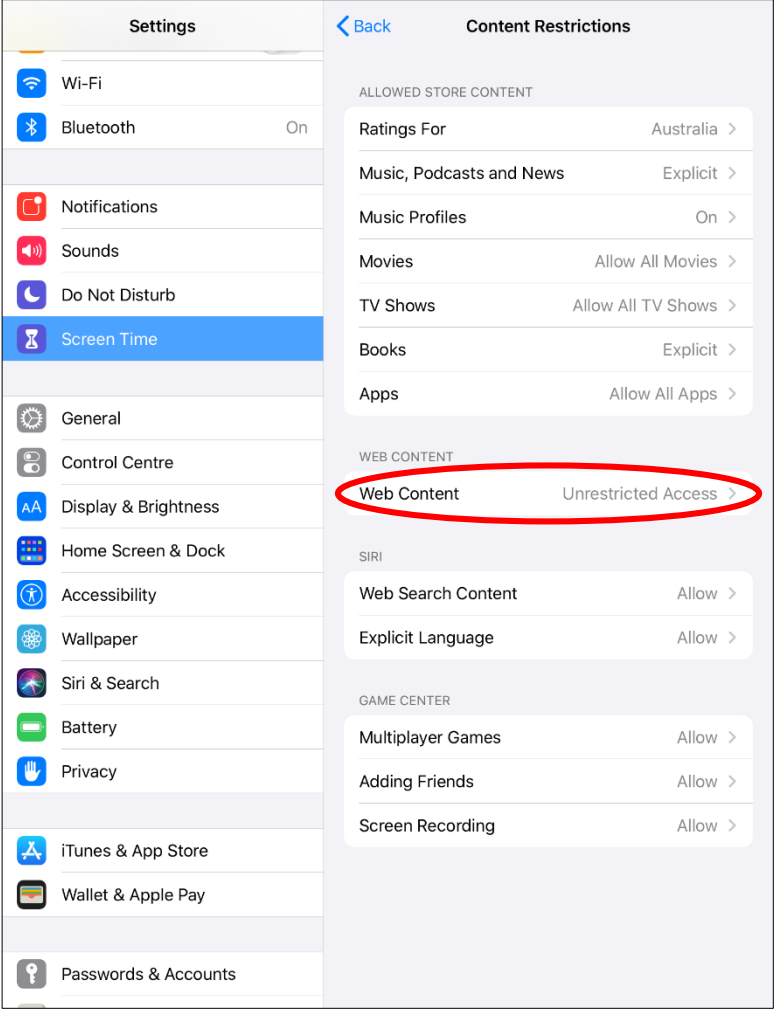 Settings
Wi-Fi
Bluetooth On
Notifications
Sounds
Do Not Disturb
Screen Time
General
Control Centre
AA Display & Brightness
Home Screen & Dock
Accessibility
Wallpaper
Siri & Search
Battery
Privacy
iTunes & App Store
Wallet & Apple Pay
Passwords & Accounts
Back Content Restrictions
ALLOWED STORE CONTENT
Ratings For Australia
Music, Podcasts and News Explicit
Music Profiles On
Movies Allow All Movies
TV Shows Allow All TV Shows
Books Explicit
Apps Allow All Apps
WEB CONTENT
Web Content Unrestricted Access
SIRI
Web Search Content Allow
Explicit Language Allow
GAME CENTER
Multiplayer Games Allow
Adding Friends Allow
Screen Recording Allow